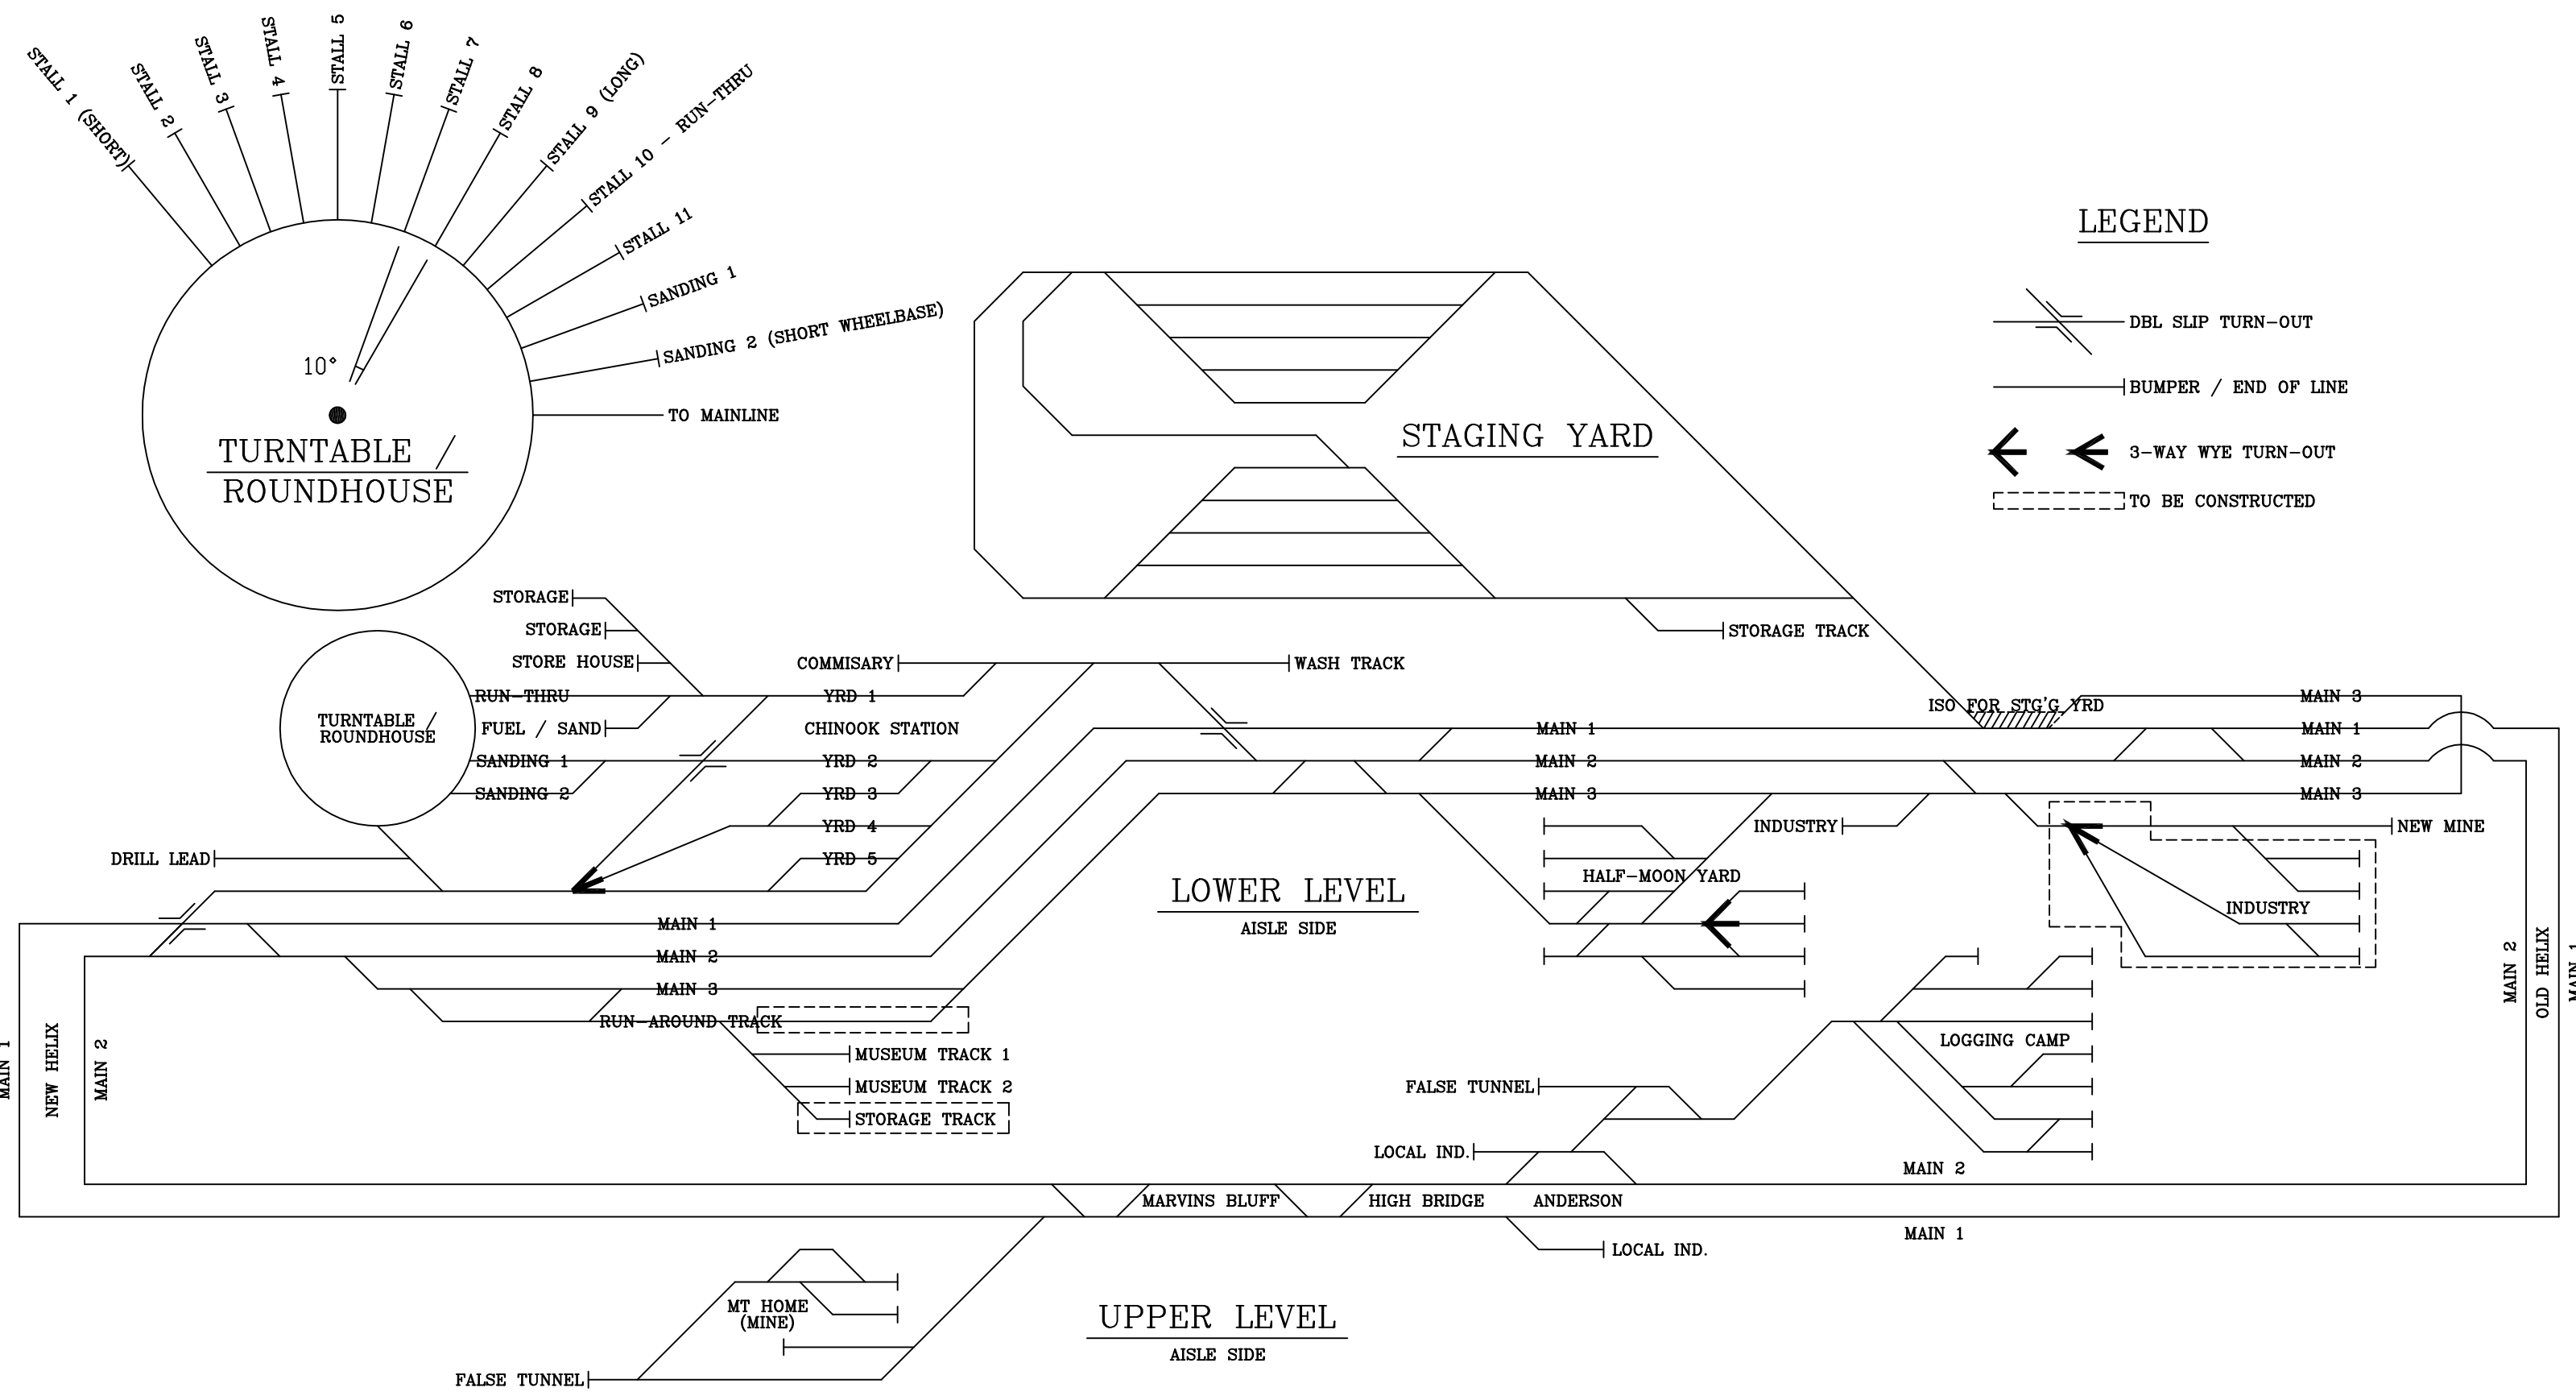 STALL 1 (SHORT)
STALL 2
STALL 3
STALL 4
STALL 5
STALL 6
STALL 7
STALL 8
STALL 9 (LONG)
STALL 10 - RUN-THRU
STALL 11
SANDING 1
SANDING 2 (SHORT WHEELBASE)
TO MAINLINE
10°
TURNTABLE /
ROUNDHOUSE
STAGING YARD
LEGEND
DBL SLIP TURN-OUT
BUMPER / END OF LINE
3-WAY WYE TURN-OUT
TO BE CONSTRUCTED
STORAGE
STORAGE
STORE HOUSE
RUN-THRU
FUEL / SAND
SANDING 1
SANDING 2
TURNTABLE /
ROUNDHOUSE
DRILL LEAD
COMMISARY
WASH TRACK
YRD 1
CHINOOK STATION
YRD 2
YRD 3
YRD 4
YRD 5
STORAGE TRACK
ISO FOR STG'G YRD
MAIN 3
MAIN 1
MAIN 1
MAIN 2
MAIN 2
MAIN 3
MAIN 3
INDUSTRY
NEW MINE
HALF-MOON YARD
INDUSTRY
LOWER LEVEL
AISLE SIDE
MAIN 1
MAIN 2
MAIN 3
RUN-AROUND TRACK
MUSEUM TRACK 1
MUSEUM TRACK 2
STORAGE TRACK
MAIN 1
NEW HELIX
MAIN 2
MAIN 2
OLD HELIX
MAIN 1
LOGGING CAMP
FALSE TUNNEL
LOCAL IND.
MAIN 2
MARVINS BLUFF
HIGH BRIDGE
ANDERSON
MAIN 1
LOCAL IND.
MT HOME
(MINE)
FALSE TUNNEL
UPPER LEVEL
AISLE SIDE